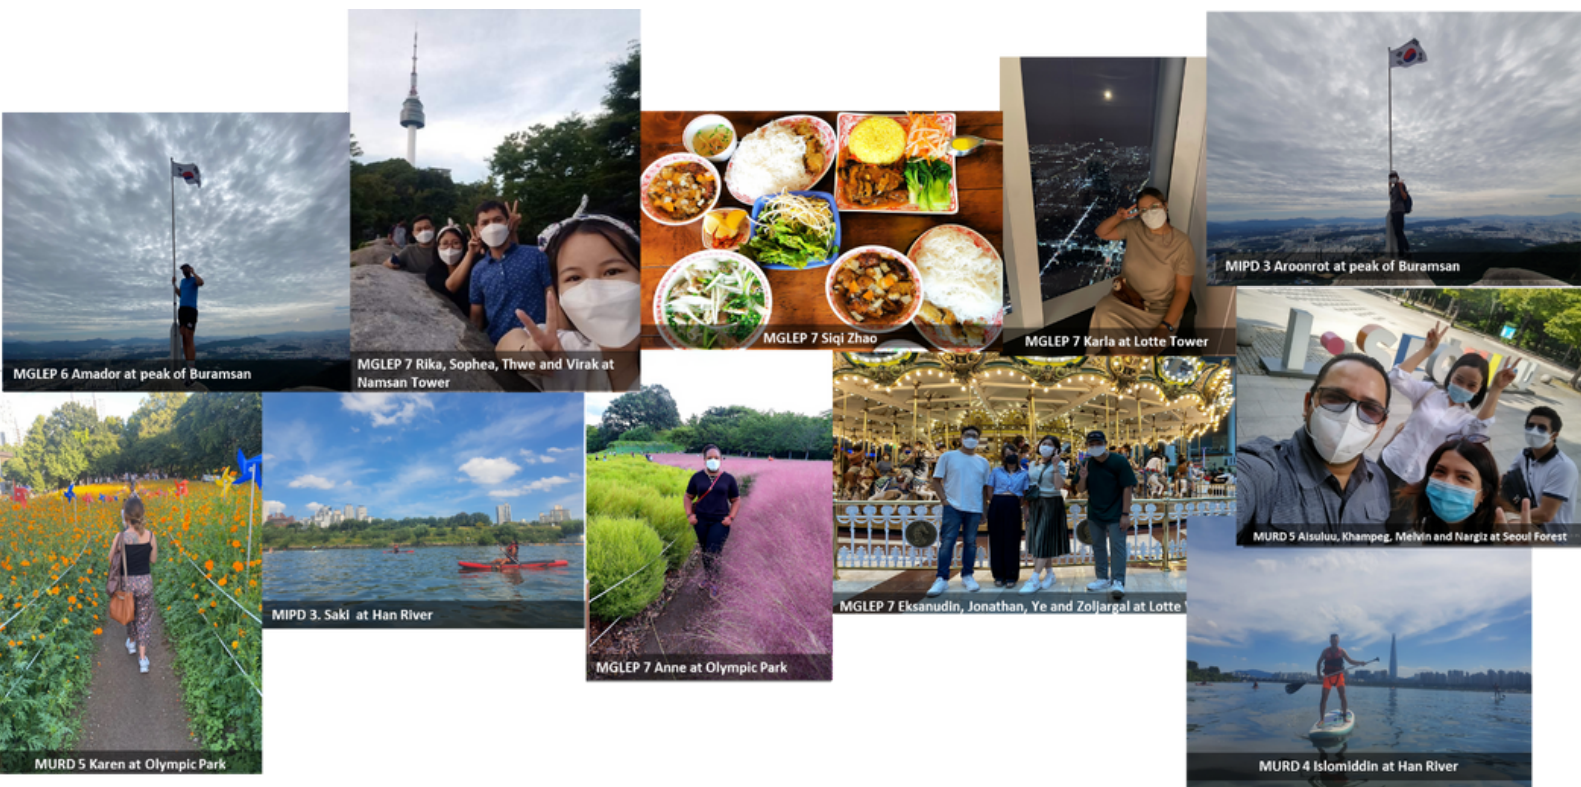 MGLEP 6 Amador at peak of Buramsan
MGLEP 7 Rika, Sophea, Thwe and Virak at
Namsan Tower
MGLEP 7 Siqi Zhao
MGLEP 7 Karla at Lotte Tower
MIPD 3 Aroonrot at peak of Buramsan
I SEOUL U
MURD 5 Aisuluu, Khampeg, Melvin and Nargiz at Seoul Forest
MURD 5 Karen at Olympic Park
MIPD 3. Saki at Han River
MGLEP 7 Anne at Olympic Park
MGLEP 7 Eksanudin, Jonathan, Ye and Zoljargal at Lotte
MURD 4 Islomiddin at Han River